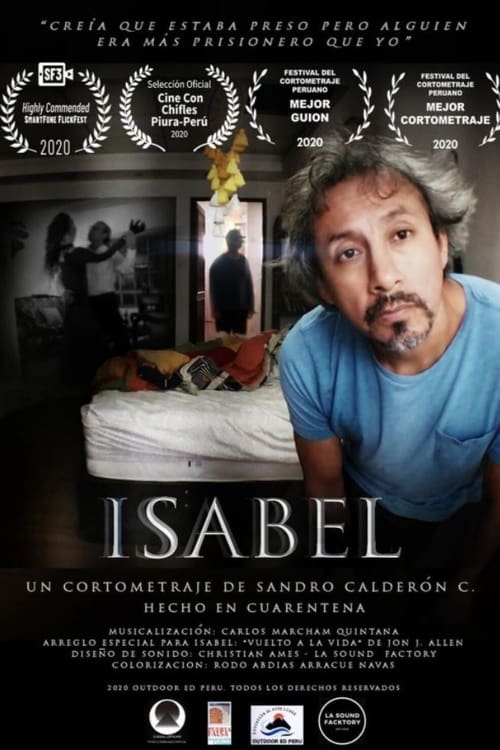 "CREÍA QUE ESTABA PRESO PERO ALGUIEN
ERA MÁS PRISIONERO QUE YO"
SF3
Highly Commended
SMARTFONE FLICKFEST
2020
Selección Oficial
Cine Con
Chifles
Piura-Perú
2020
FESTIVAL DEL
CORTOMETRAJE
PERUANO
MEJOR
GUION
2020
FESTIVAL DEL
CORTOMETRAJE
PERUANO
MEJOR
CORTOMETRAJE
2020
ISABEL
UN CORTOMETRAJE DE SANDRO CALDERÓN C.
HECHO EN CUARENTENA
MUSICALIZACIÓN: CARLOS MARCHAM QUINTANA
ARREGLO ESPECIAL PARA ISABEL: "VUELTO A LA VIDA" DE JON J. ALLEN
DISEÑO DE SONIDO: CHRISTIAN AMES - LA SOUND FACTORY
COLORIZACION: RODO ABDIAS ARRACUE NAVAS
2020 OUTDOOR ED PERU. TODOS LOS DERECHOS RESERVADOS
OUTDOOR ED PERU
LA SOUND
FACKTORY